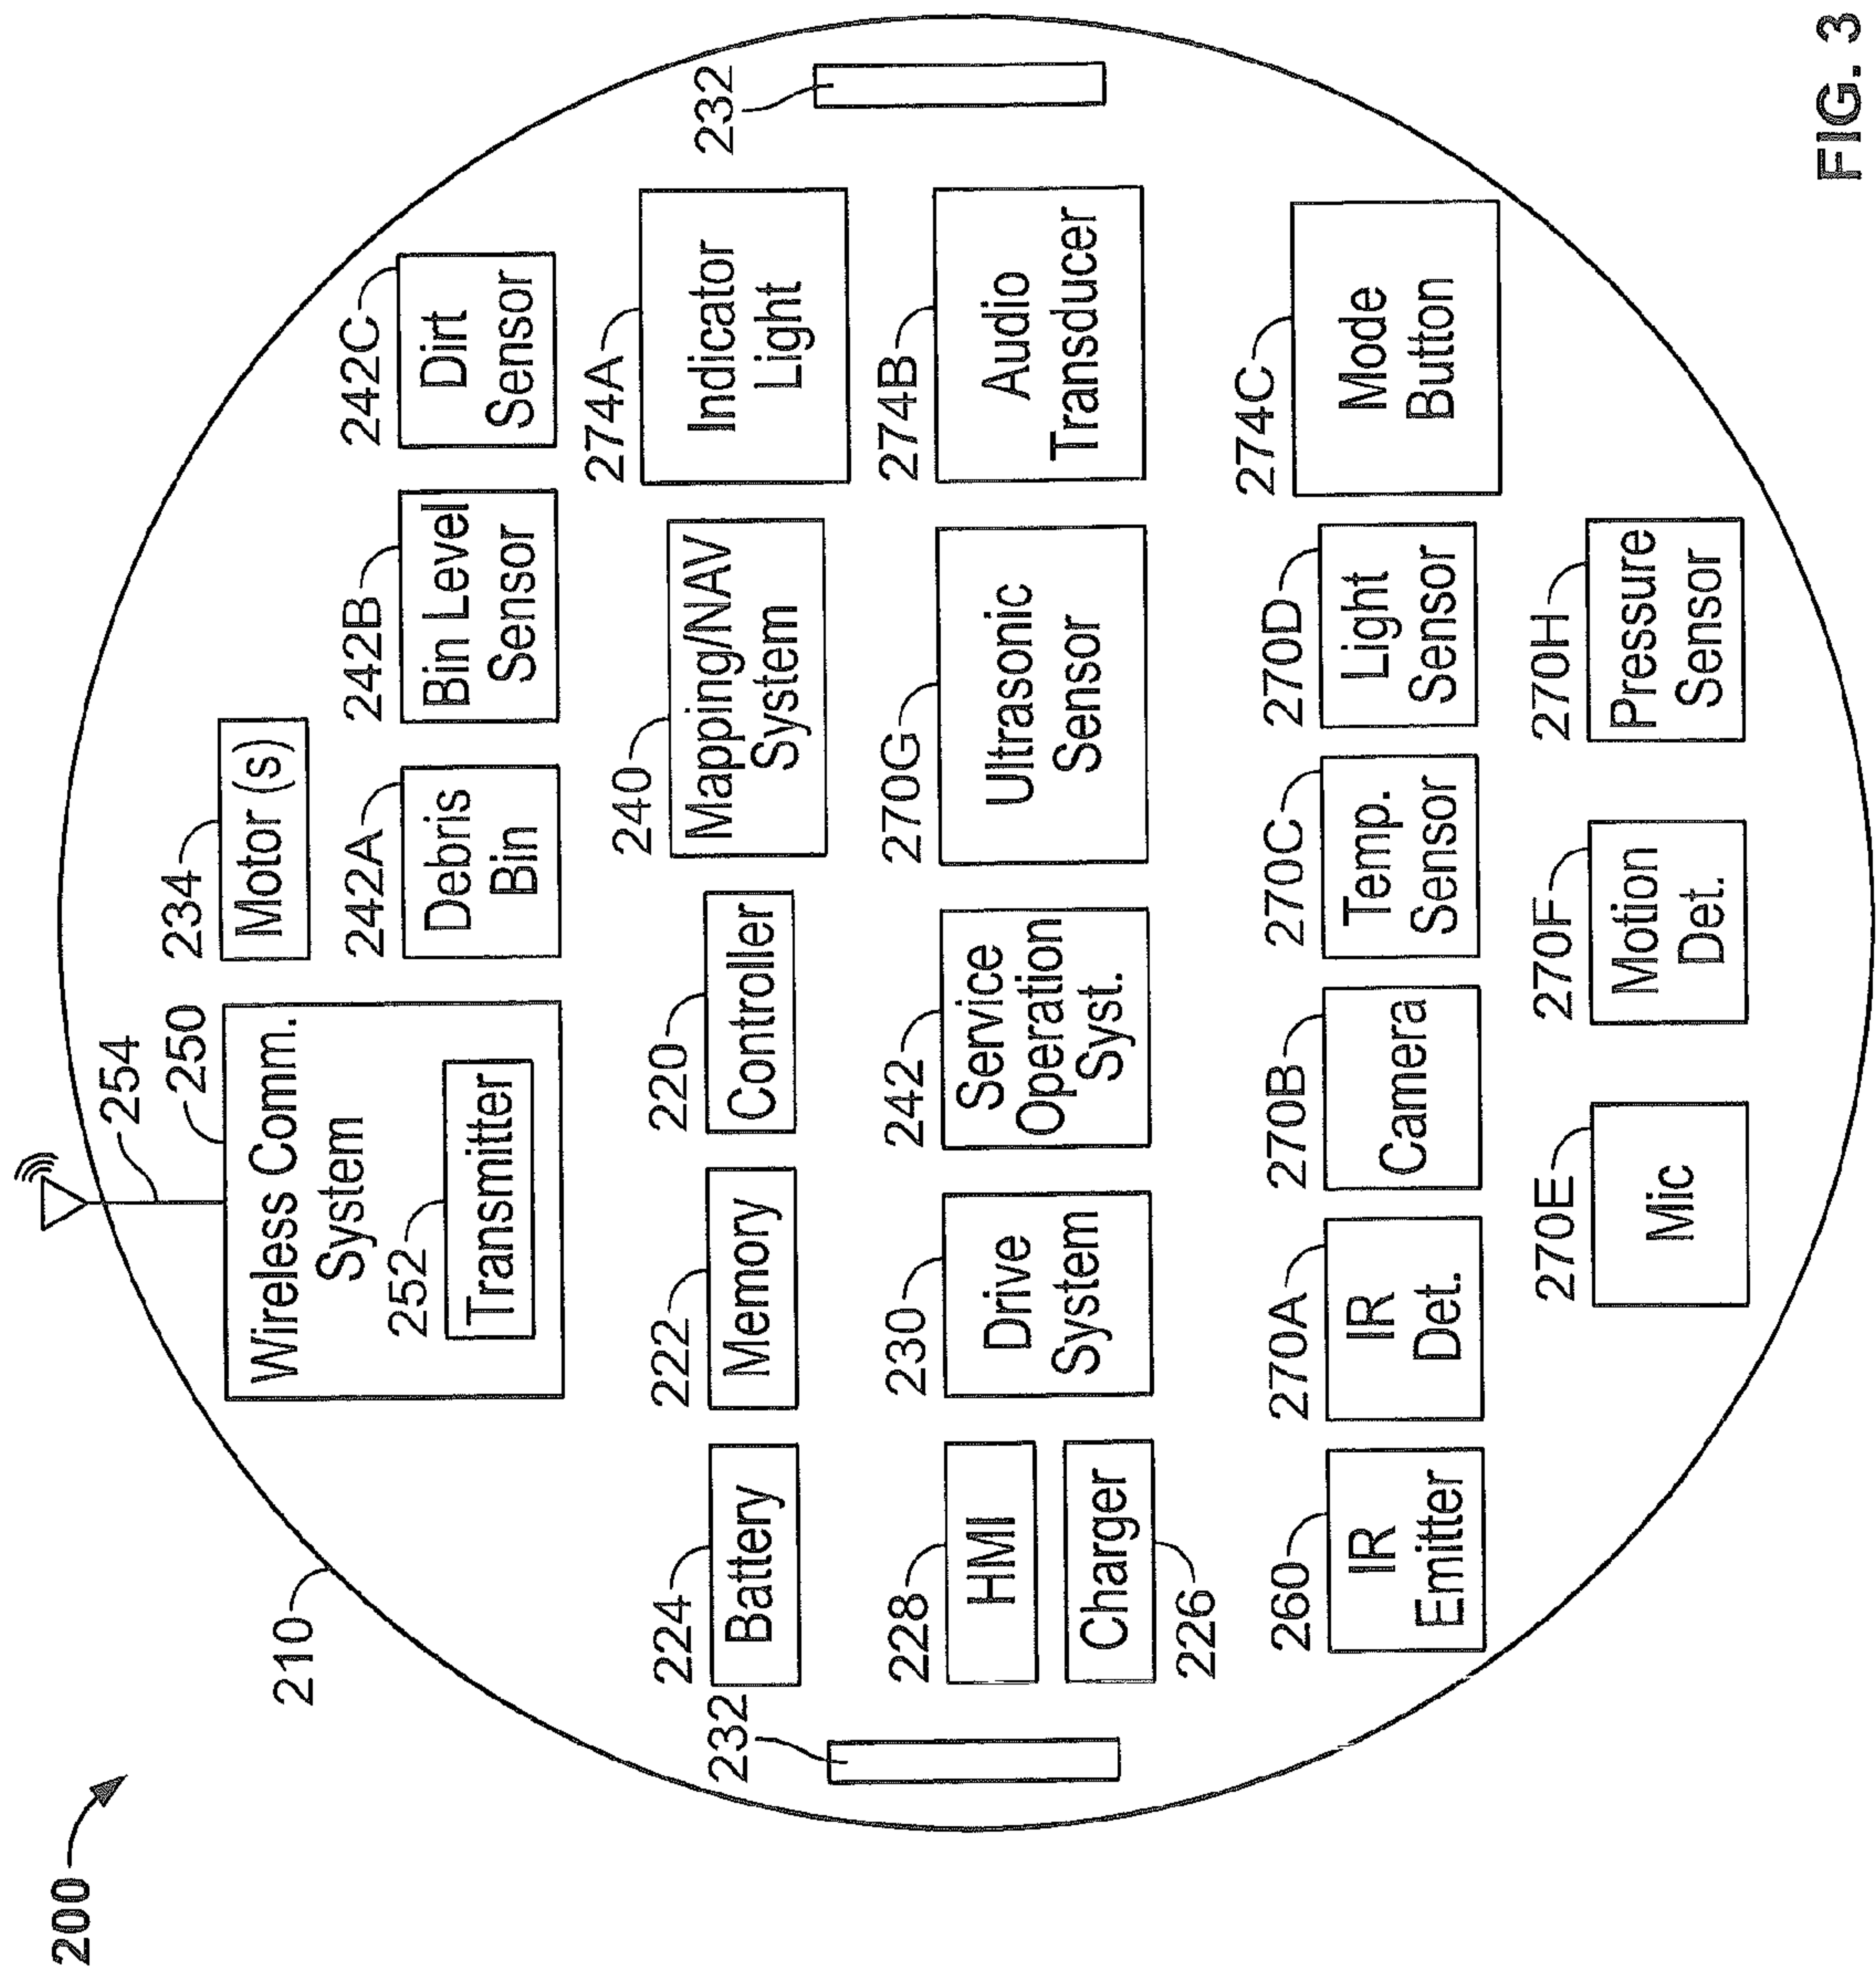 200
210
254
250
Wireless Comm.
System
252
Transmitter
234
Motor (s)
242A
Debris
Bin
242B
Bin Level
Sensor
242C
Dirt
Sensor
232
224
Battery
222
Memory
220
Controller
240
Mapping/NAV
System
274A
Indicator
Light
232
228
HMI
Charger
226
230
Drive
System
242
Service
Operation
Syst.
270G
Ultrasonic
Sensor
274B
Audio
Transducer
260
IR
Emitter
270A
IR
Det.
270B
Camera
270C
Temp.
Sensor
270D
Light
Sensor
274C
Mode
Button
270E
Mic
270F
Motion
Det.
270H
Pressure
Sensor
FIG. 3